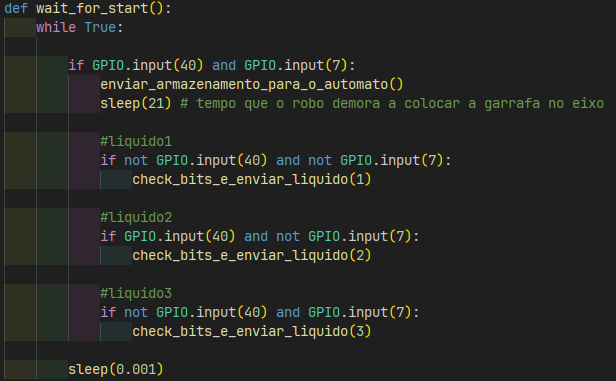 def wait_for_start():
    while True:

        if GPIO.input(40) and GPIO.input(7):
            enviar_armazenamento_para_o_automato()
            sleep(21) # tempo que o robo demora a colocar a garrafa no eixo

            #liquido1
            if not GPIO.input(40) and not GPIO.input(7):
                check_bits_e_enviar_liquido(1)

            #liquido2
            if GPIO.input(40) and not GPIO.input(7):
                check_bits_e_enviar_liquido(2)

            #liquido3
            if not GPIO.input(40) and GPIO.input(7):
                check_bits_e_enviar_liquido(3)

        sleep(0.001)